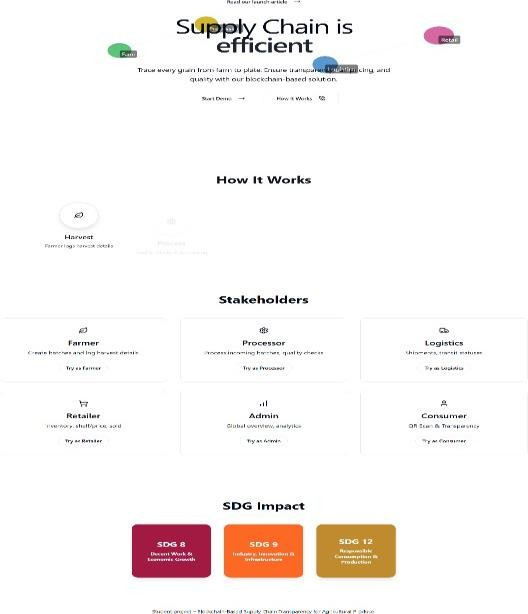 Read our launch article →
Supply Chain is
efficient
Farm
Retail
Trace every grain from farm to plate. Ensure transparent pricing, and
quality with our blockchain-based solution.
Start Demo →
How It Works
How It Works
Harvest
Farmer logs harvest details
Process
Stakeholders
Farmer
Create batches and log harvest details
Try as Farmer
Processor
Process incoming batches, quality checks
Try as Processor
Logistics
Shipments, transit statuses
Try as Logistics
Retailer
Inventory, shelf/price, sold
Try as Retailer
Admin
Global overview, analytics
Try as Admin
Consumer
QR Scan & Transparency
Try as Consumer
SDG Impact
SDG 8
Decent Work &
Economic Growth
SDG 9
Industry, Innovation &
Infrastructure
SDG 12
Responsible
Consumption &
Production
Student project – Blockchain-Based Supply Chain Transparency for Agricultural Produce